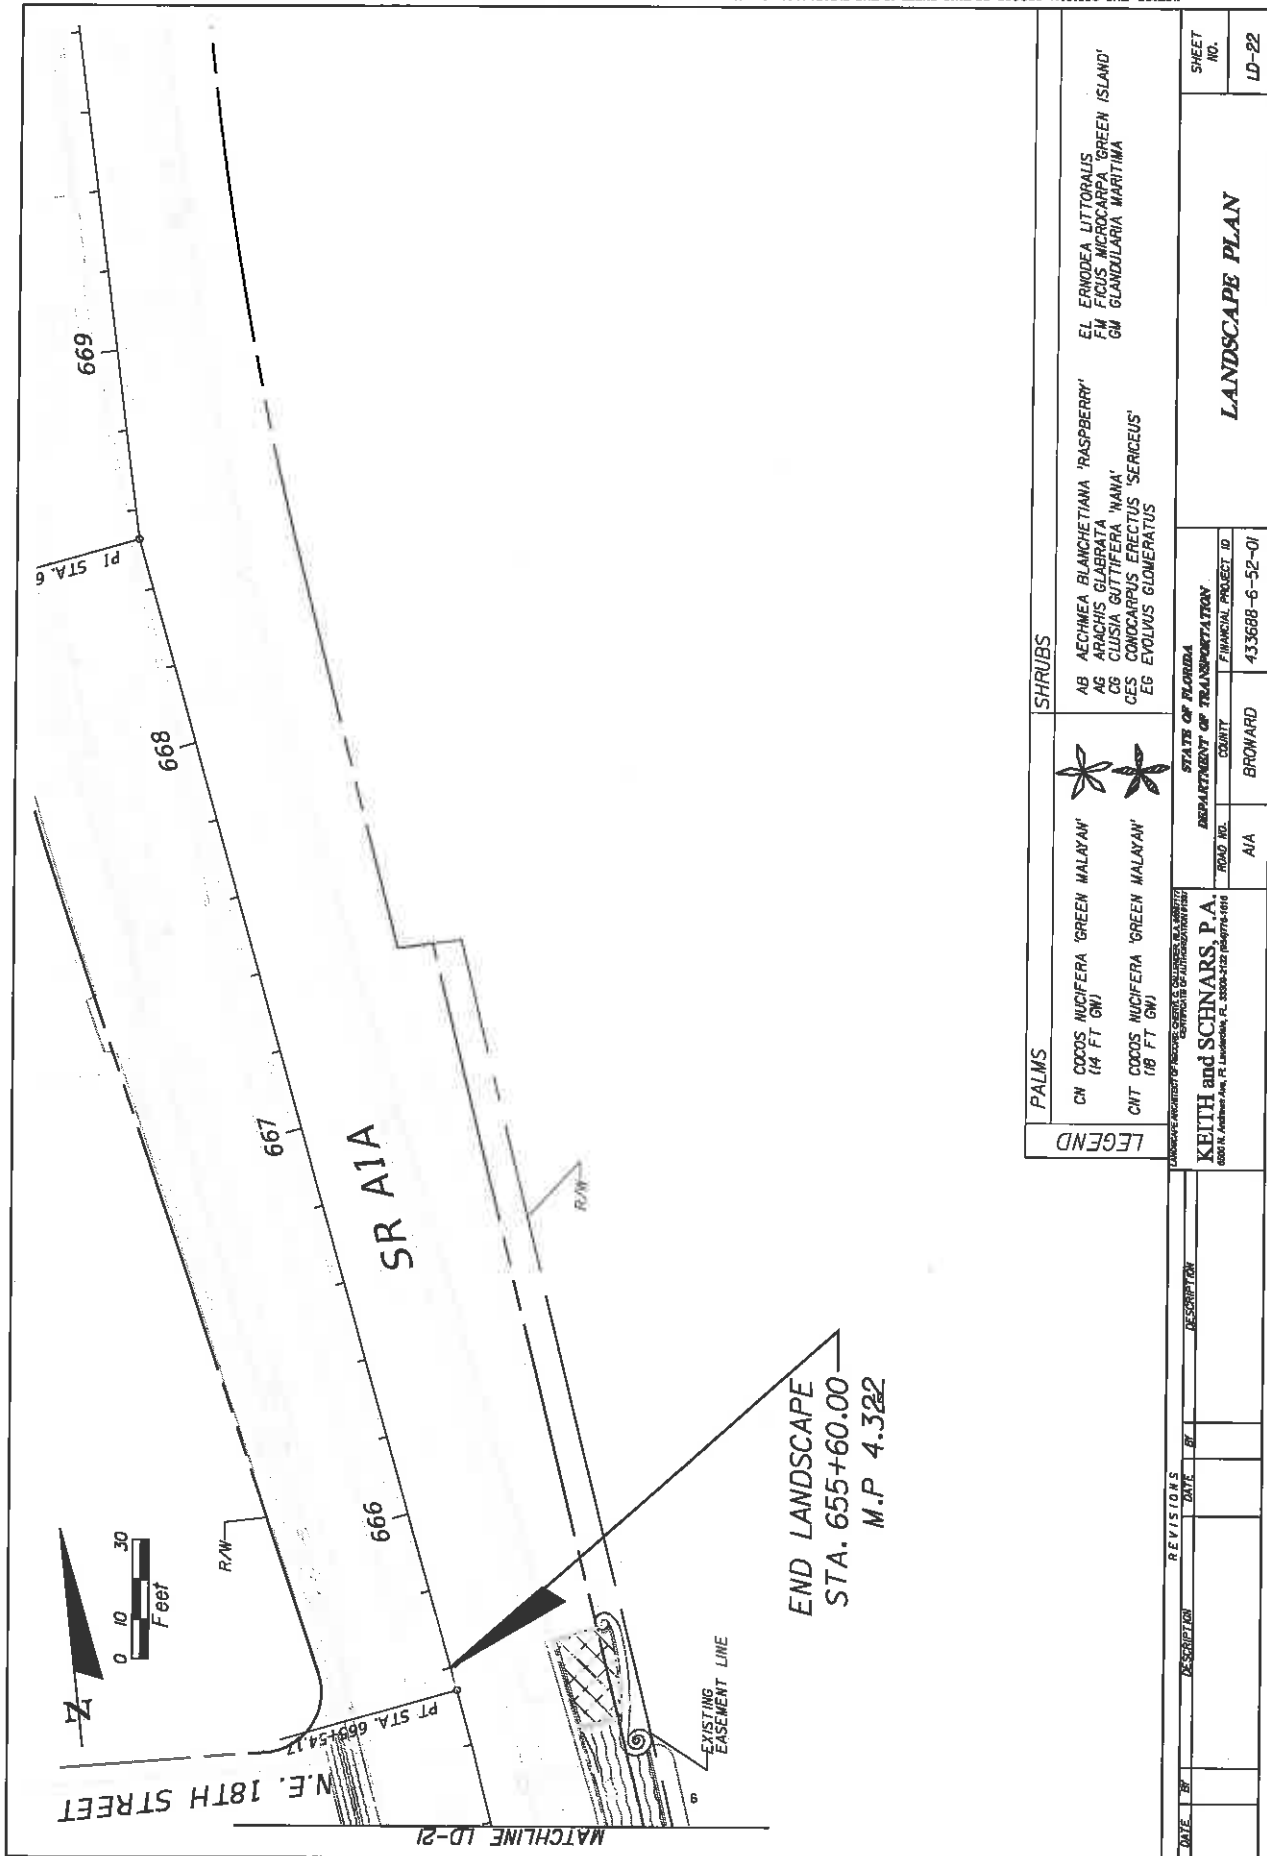 N.E. 18TH STREET
N
0 10 30
Feet
R/W
PT STA. 665+54.17
MATCHLINE LD-21
666
667
668
669
PI STA. 6
SR A1A
R/W
EXISTING
EASEMENT LINE
9
END LANDSCAPE
STA. 655+60.00
M.P 4.322
LEGEND
PALMS
CN COCOS NUCIFERA 'GREEN MALAYAN'
(14 FT GW)
CNT COCOS NUCIFERA 'GREEN MALAYAN'
(18 FT GW)
SHRUBS
AB AECHMEA BLANCHETIANA 'RASPBERRY'
AG ARACHIS GLABRATA
CG CLUSIA GUTTIFERA 'NANA'
CES CONOCARPUS ERECTUS 'SERICEUS'
EG EVOLVUS GLOMERATUS
EL ERNODEA LITTORALIS
FM FICUS MICROCARPA 'GREEN ISLAND'
GM GLANDULARIA MARITIMA
REVISIONS
DATE BY DESCRIPTION DATE BY DESCRIPTION
KEITH and SCHNARS, P.A.
STATE OF FLORIDA
DEPARTMENT OF TRANSPORTATION
ROAD NO. COUNTY FINANCIAL PROJECT ID
A1A BROWARD 433688-6-52-01
LANDSCAPE PLAN
SHEET
NO.
LD-22